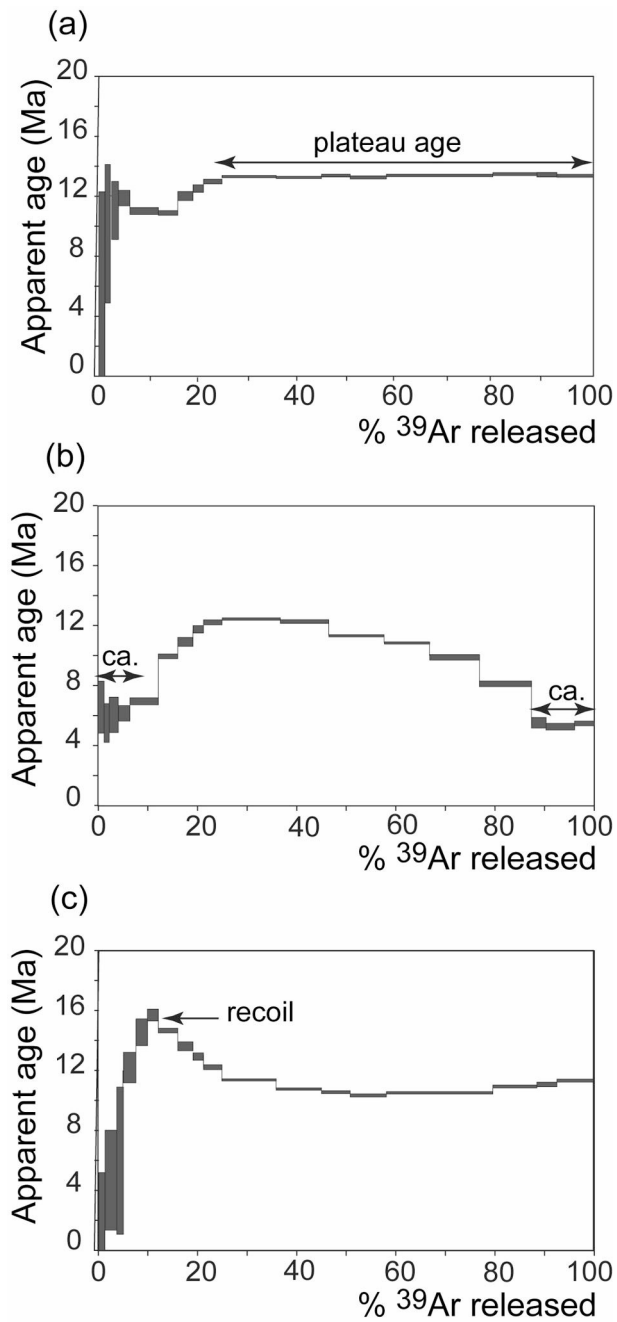 (a)
20
16
12
8
4
0
Apparent age (Ma)
plateau age
0 20 40 60 80 100
% ³⁹Ar released
(b)
20
16
12
8
4
0
Apparent age (Ma)
ca.
ca.
0 20 40 60 80 100
% ³⁹Ar released
(c)
20
16
12
8
4
0
Apparent age (Ma)
recoil
0 20 40 60 80 100
% ³⁹Ar released